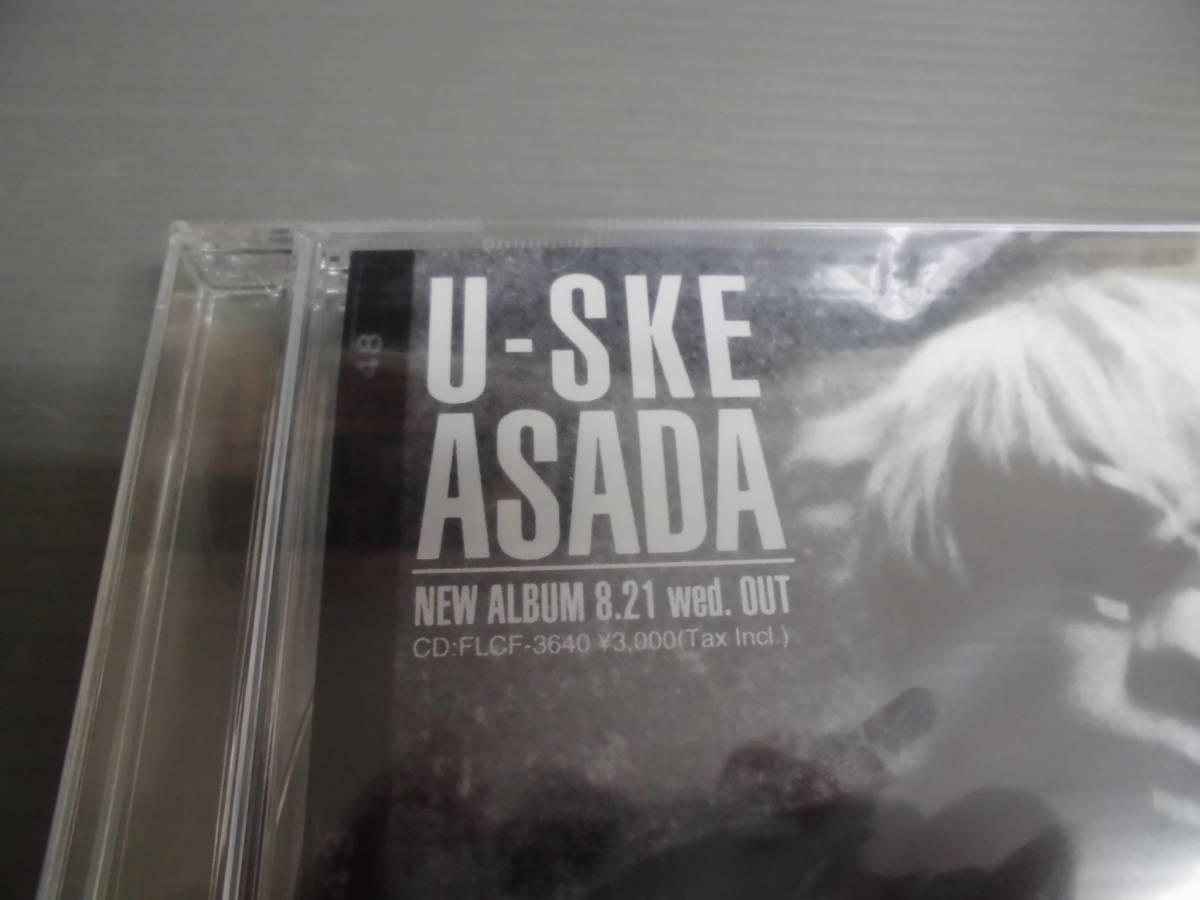 U-SKE
ASADA
NEW ALBUM 8.21 wed. OUT
CD:FLCF-3640 ¥3,000(Tax Incl.)
48